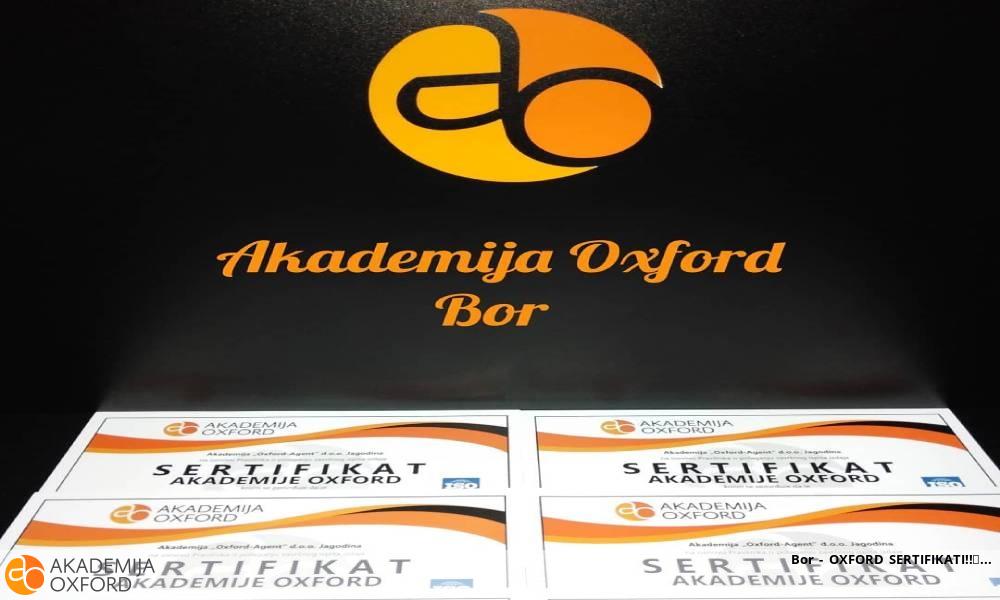 Akademija Oxford
Bor
AKADEMIJA
OXFORD
Akademija „Oxford-Agent” d.o.o. Jagodina
SERTIFIKAT
AKADEMIJE OXFORD
ISO
AKADEMIJA
OXFORD
Akademija „Oxford-Agent” d.o.o. Jagodina
SERTIFIKAT
AKADEMIJE OXFORD
ISO
AKADEMIJA
OXFORD
Akademija „Oxford-Agent” d.o.o. Jagodina
SERTIFIKAT
AKADEMIJE OXFORD
AKADEMIJA
OXFORD
Akademija „Oxford-Agent” d.o.o. Jagodina
SERTIFIKAT
AKADEMIJE OXFORD
AKADEMIJA
OXFORD
Bor - OXFORD SERTIFIKATI!!...